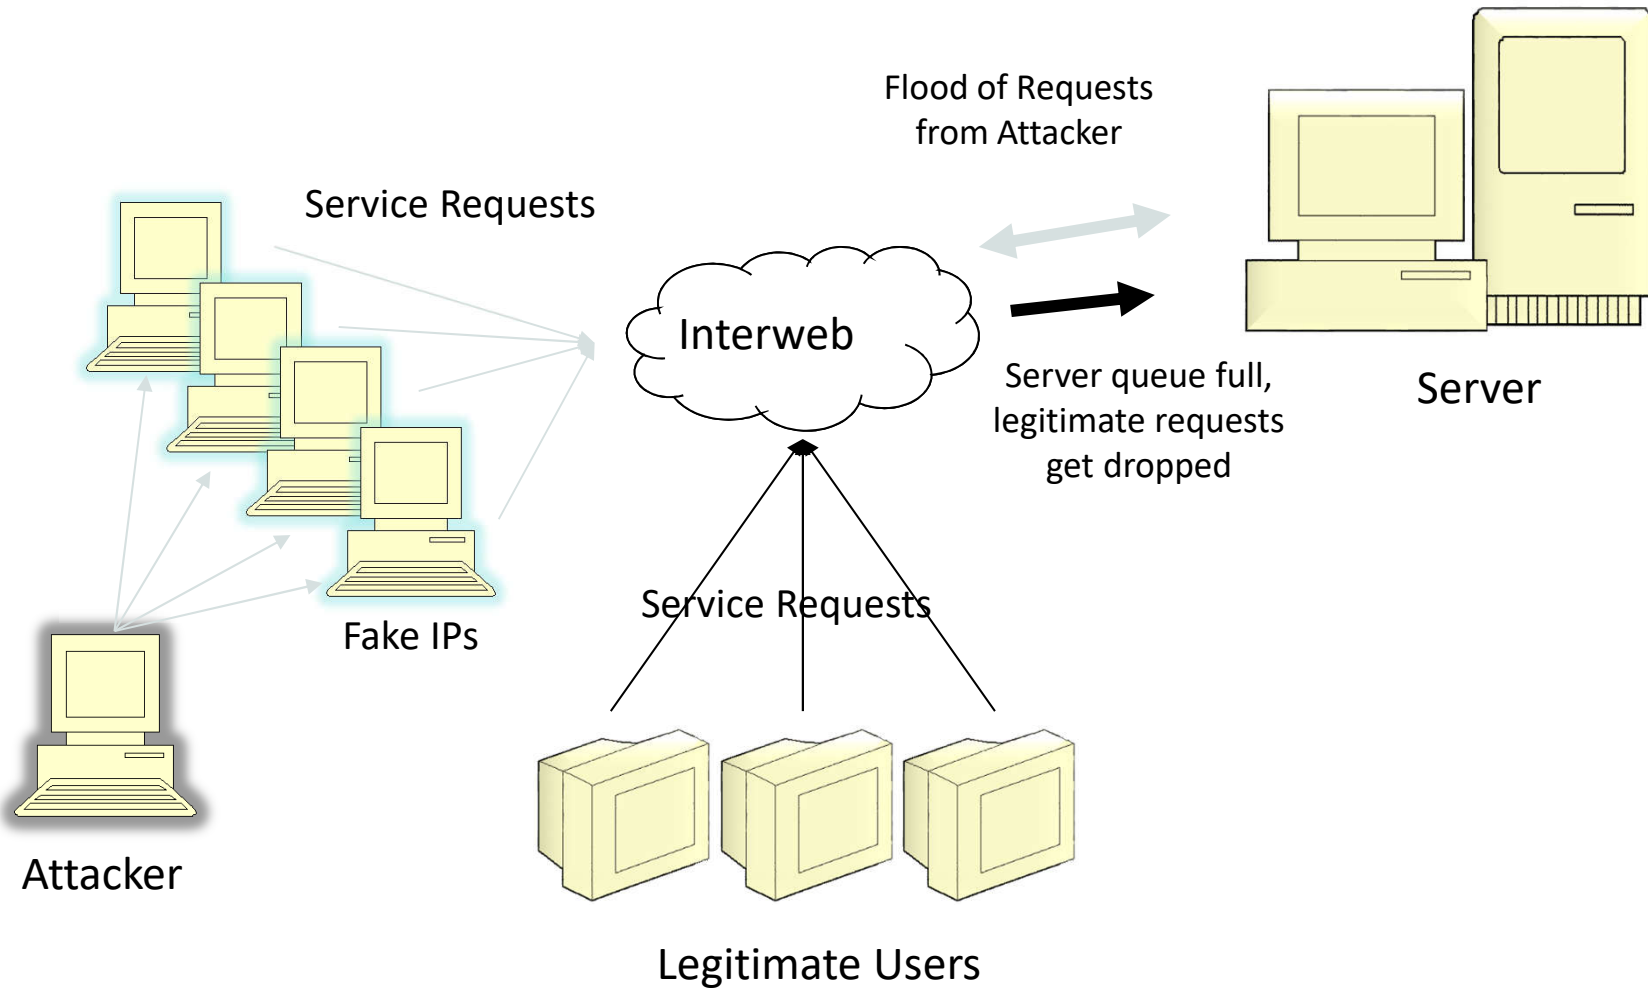 Flood of Requests
from Attacker
Service Requests
Interweb
Server queue full,
legitimate requests
get dropped
Server
Service Requests
Fake IPs
Attacker
Legitimate Users